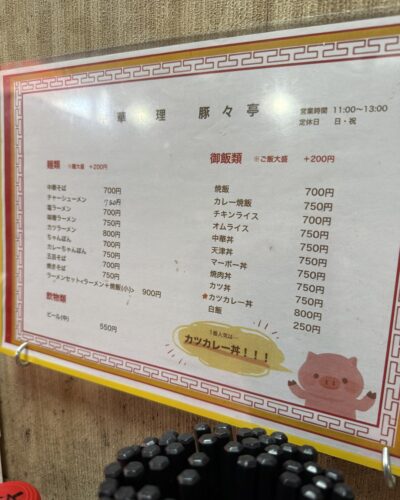 華 理 豚々亭
営業時間 11:00～13:00
定休日 日・祝
麺類 ※麺大盛 +200円
中華そば 700円
チャーシューメン 750円
塩ラーメン 700円
味噌ラーメン 750円
カツラーメン 800円
ちゃんぽん 700円
カレーちゃんぽん 750円
五目そば 750円
焼きそば 750円
ラーメンセット<ラーメン+焼飯(小)> 900円
飲物類
ビール(中) 550円
御飯類 ※ご飯大盛 +200円
焼飯 700円
カレー焼飯 750円
チキンライス 700円
オムライス 750円
中華丼 750円
天津丼 750円
マーボー丼 700円
焼肉丼 750円
カツ丼 750円
★カツカレー丼 800円
白飯 250円
1番人気は…
カツカレー丼！！！